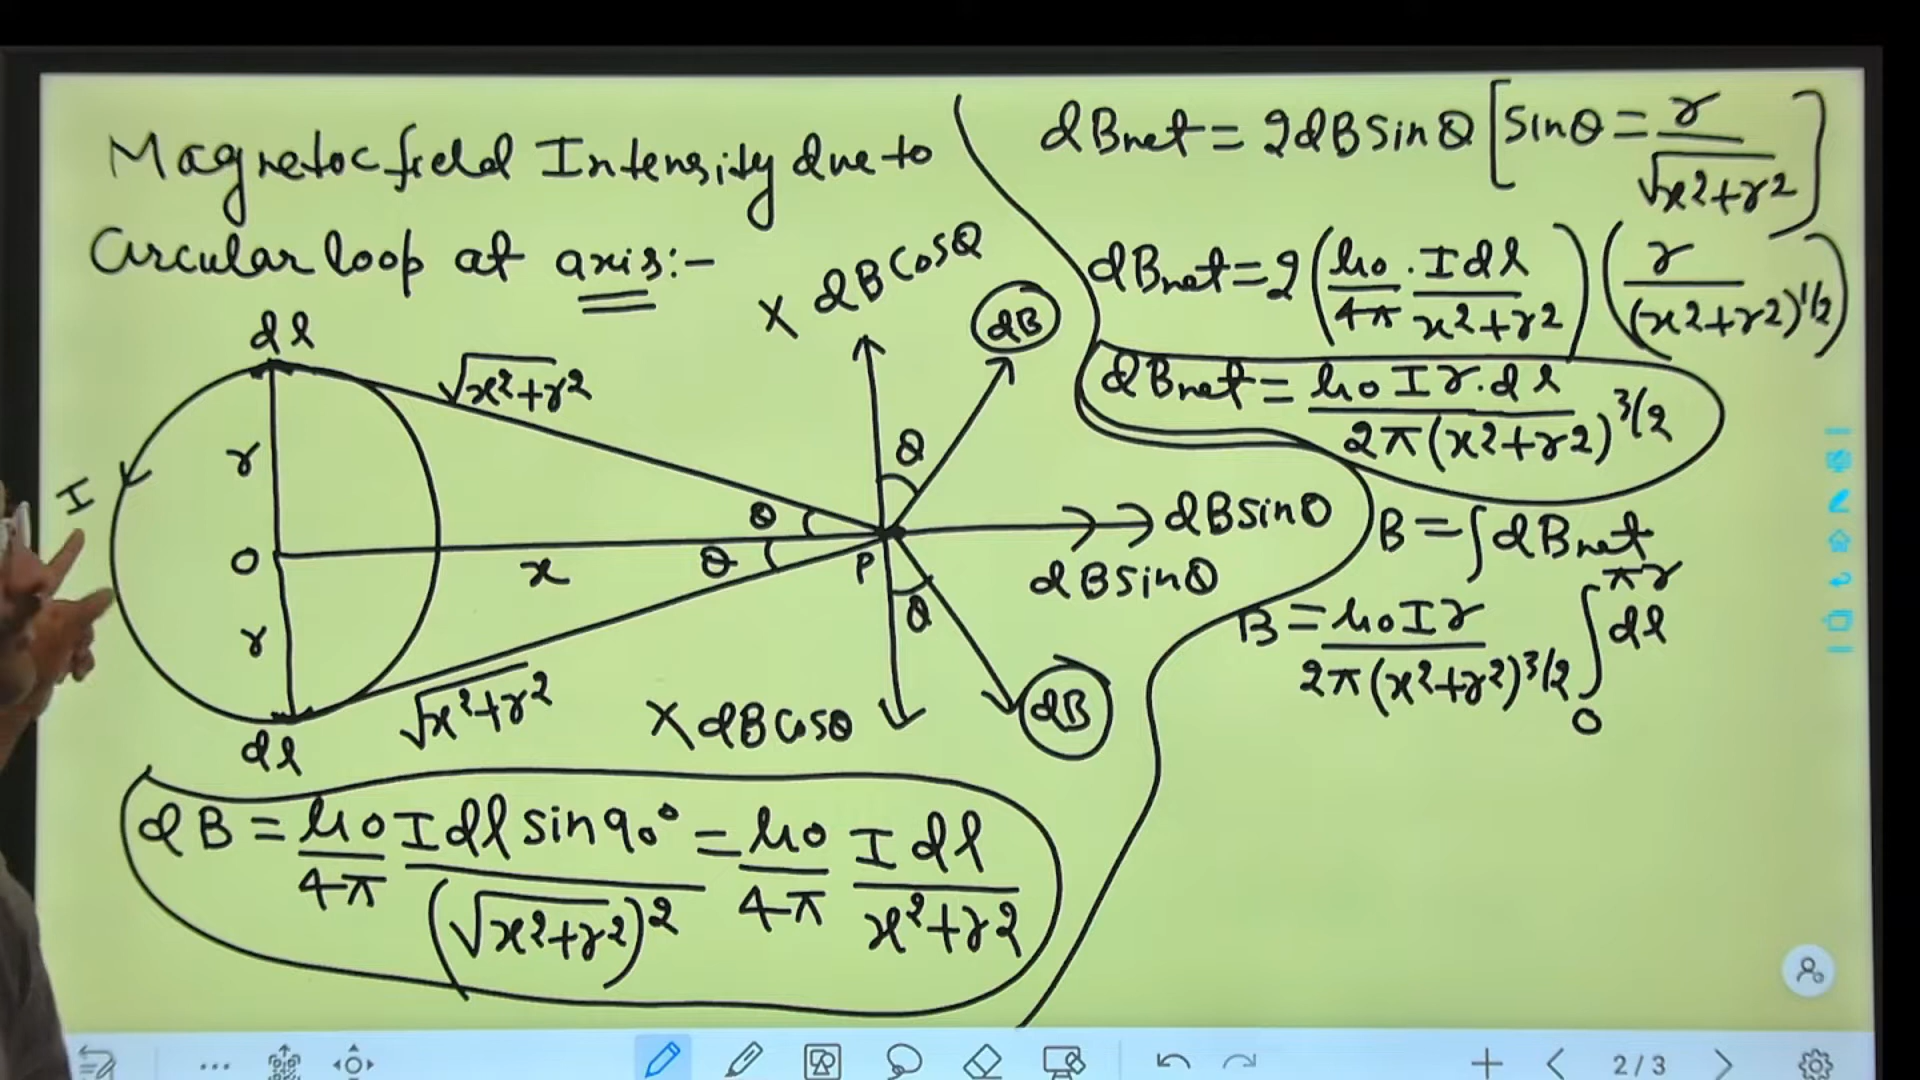 Magnetic field Intensity due to
Circular loop at axis:-
dl
√x²+r²
r
I
O
x
r
√x²+r²
dl
X dB cosθ
dB
θ
θ
θ
P
θ
dB sinθ
dB sinθ
X dB cosθ
dB
dB = μ0/4π Idl sin90°/(√x²+r²)² = μ0/4π Idl/x²+r²
dBnet = 2dB sinθ [sinθ = r/√x²+r²]
dBnet = 2(μ0/4π . Idl/x²+r²) (r/(x²+r²)^1/2)
dBnet = μ0 I r.dl/2π(x²+r²)^3/2
B = ∫dBnet
B = μ0 I r/2π(x²+r²)^3/2 ∫₀^πr dl
2/3